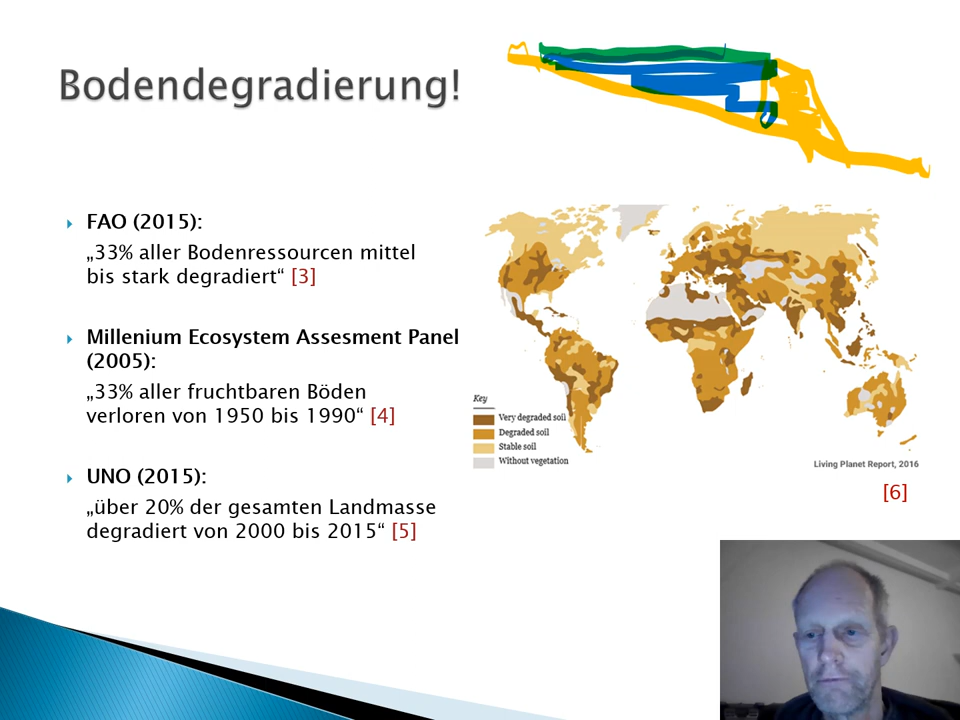 Bodendegradierung!
FAO (2015):
„33% aller Bodenressourcen mittel
bis stark degradiert“ [3]
Millenium Ecosystem Assesment Panel
(2005):
„33% aller fruchtbaren Böden
verloren von 1950 bis 1990“ [4]
UNO (2015):
„über 20% der gesamten Landmasse
degradiert von 2000 bis 2015“ [5]
Key
Very degraded soil
Degraded soil
Stable soil
Without vegetation
Living Planet Report, 2016
[6]